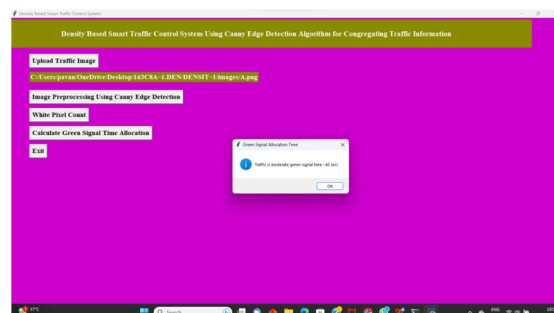 Density Based Smart Traffic Control System
Density Based Smart Traffic Control System Using Canny Edge Detection Algorithm for Congregating Traffic Information
Upload Traffic Image
C:/Users/pavan/OneDrive/Desktop/163C8A~1.DEN/DENSIT~1/images/A.png
Image Preprocessing Using Canny Edge Detection
White Pixel Count
Calculate Green Signal Time Allocation
Exit
Green Signal Allocation Time
Traffic is moderate green signal time : 40 secs
OK
37°C
Search
ENG